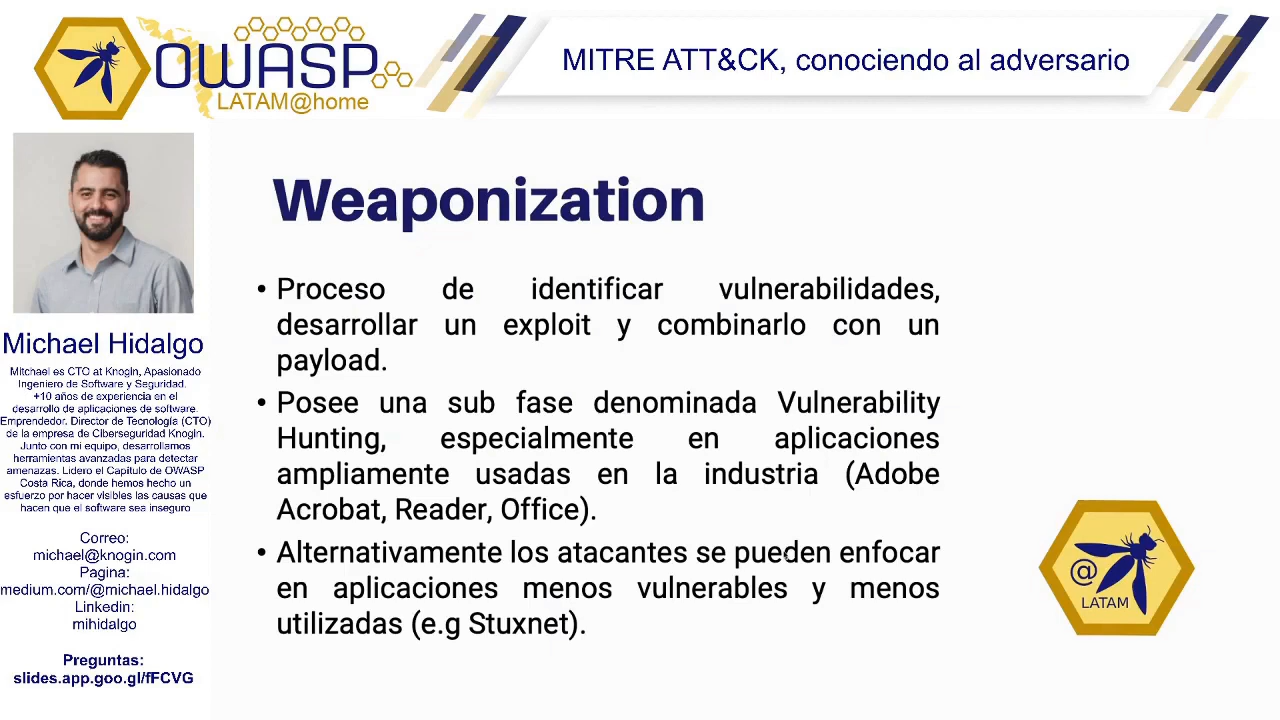 OWASP
LATAM@home
MITRE ATT&CK, conociendo al adversario
Michael Hidalgo
Mitchael es CTO at Knogin, Apasionado
Ingeniero de Software y Seguridad.
+10 años de experiencia en el
desarrollo de aplicaciones de software.
Emprendedor. Director de Tecnología (CTO)
de la empresa de CIberseguridad Knogin.
Junto con mi equipo, desarrollamos
herramientas avanzadas para detectar
amenazas. Lidero el Capítulo de OWASP
Costa Rica, donde hemos hecho un
esfuerzo por hacer visibles las causas que
hacen que el software sea inseguro
Correo:
michael@knogin.com
Pagina:
medium.com/@michael.hidalgo
Linkedin:
mihidalgo
Preguntas:
slides.app.goo.gl/fFCVG
Weaponization
• Proceso de identificar vulnerabilidades,
desarrollar un exploit y combinarlo con un
payload.
• Posee una sub fase denominada Vulnerability
Hunting, especialmente en aplicaciones
ampliamente usadas en la industria (Adobe
Acrobat, Reader, Office).
• Alternativamente los atacantes se pueden enfocar
en aplicaciones menos vulnerables y menos
utilizadas (e.g Stuxnet).
@
LATAM